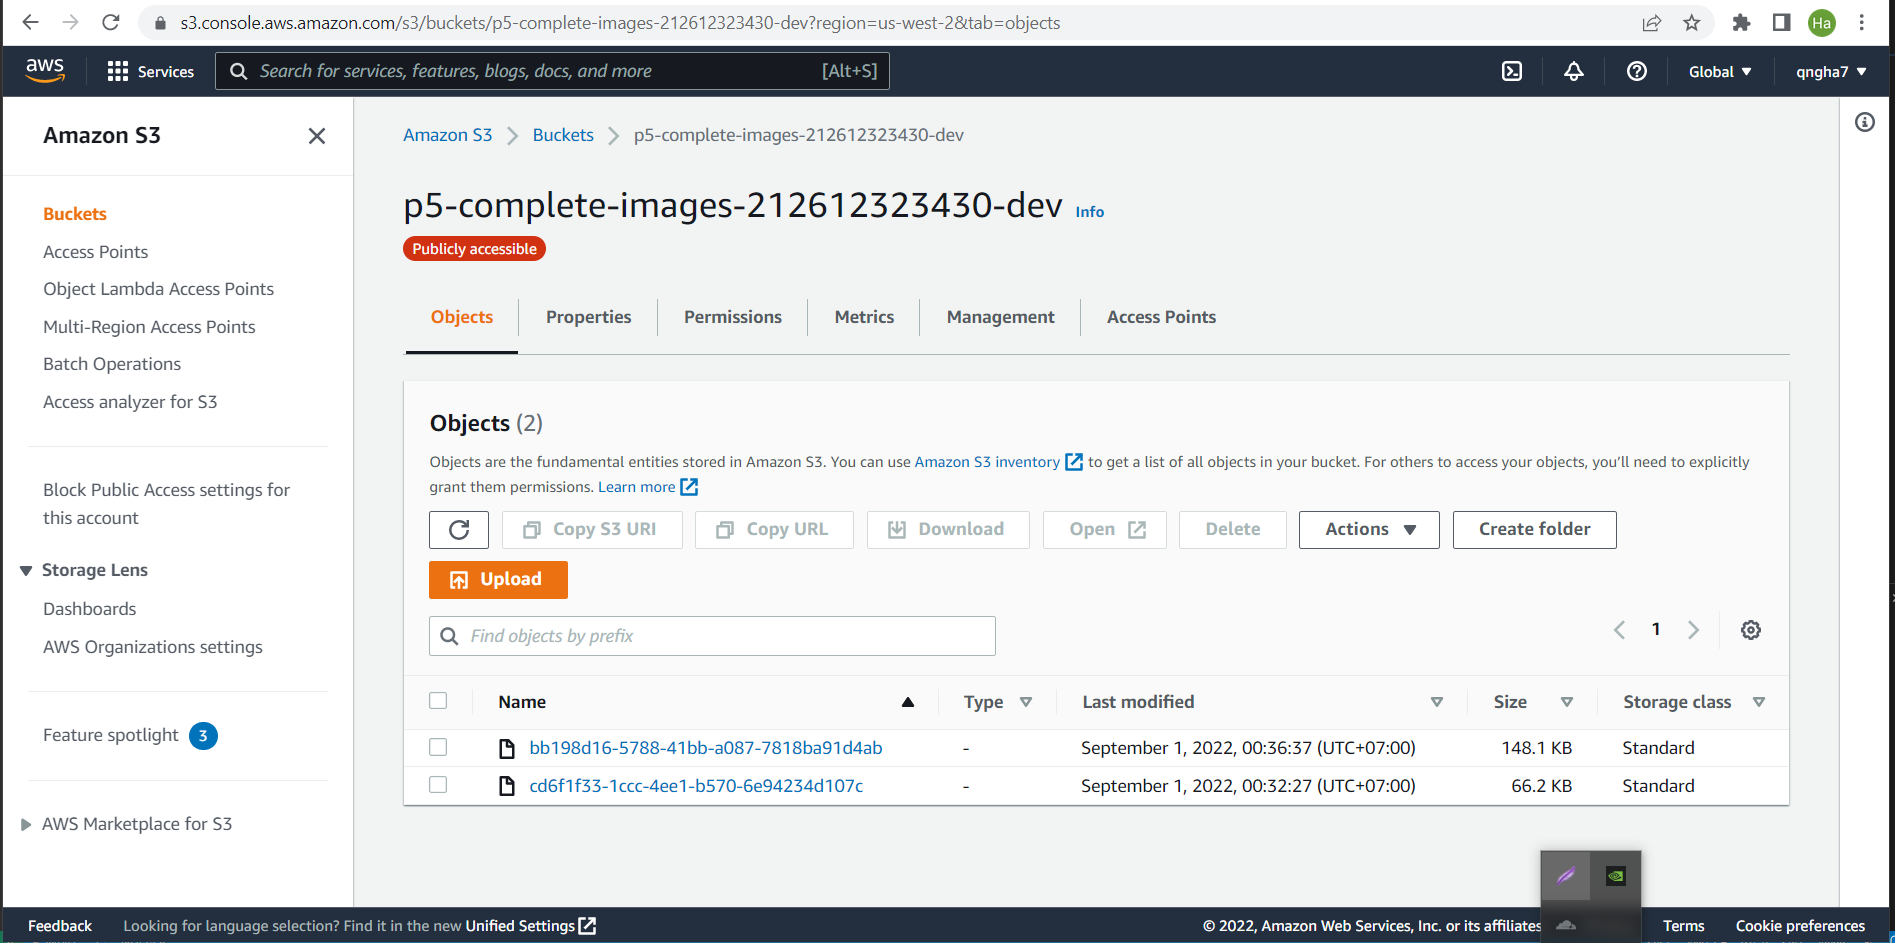 s3.console.aws.amazon.com/s3/buckets/p5-complete-images-212612323430-dev?region=us-west-2&tab=objects
Ha
aws
Services
Search for services, features, blogs, docs, and more [Alt+S]
Global
qngha7
Amazon S3
Buckets
Access Points
Object Lambda Access Points
Multi-Region Access Points
Batch Operations
Access analyzer for S3
Block Public Access settings for
this account
Storage Lens
Dashboards
AWS Organizations settings
Feature spotlight 3
AWS Marketplace for S3
Amazon S3 Buckets p5-complete-images-212612323430-dev
p5-complete-images-212612323430-dev Info
Publicly accessible
Objects Properties Permissions Metrics Management Access Points
Objects (2)
Objects are the fundamental entities stored in Amazon S3. You can use Amazon S3 inventory to get a list of all objects in your bucket. For others to access your objects, you'll need to explicitly
grant them permissions. Learn more
Copy S3 URI Copy URL Download Open Delete Actions Create folder
Upload
Find objects by prefix
1
Name Type Last modified Size Storage class
bb198d16-5788-41bb-a087-7818ba91d4ab - September 1, 2022, 00:36:37 (UTC+07:00) 148.1 KB Standard
cd6f1f33-1ccc-4ee1-b570-6e94234d107c - September 1, 2022, 00:32:27 (UTC+07:00) 66.2 KB Standard
Feedback Looking for language selection? Find it in the new Unified Settings © 2022, Amazon Web Services, Inc. or its affiliates Terms Cookie preferences